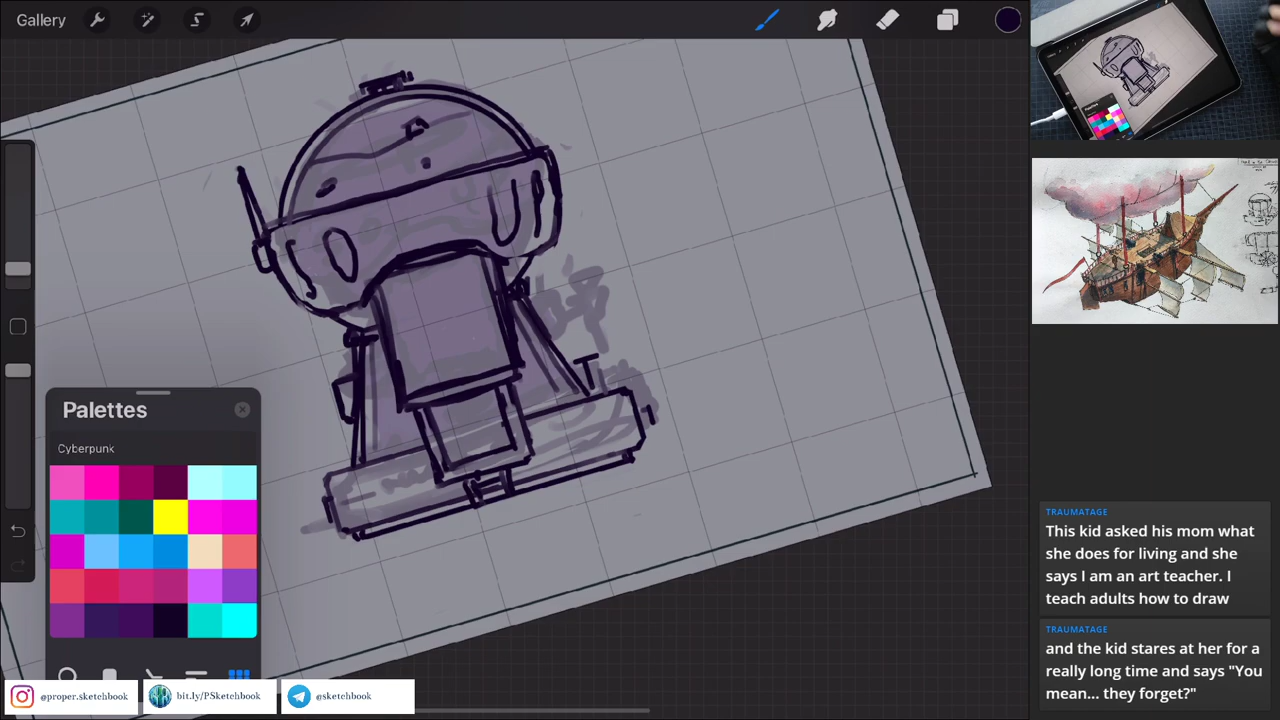 Gallery
Palettes
Cyberpunk
@proper.sketchbook
bit.ly/PSketchbook
@sketchbook
TRAUMATAGE
This kid asked his mom what
she does for living and she
says I am an art teacher. I
teach adults how to draw
TRAUMATAGE
and the kid stares at her for a
really long time and says "You
mean... they forget?"